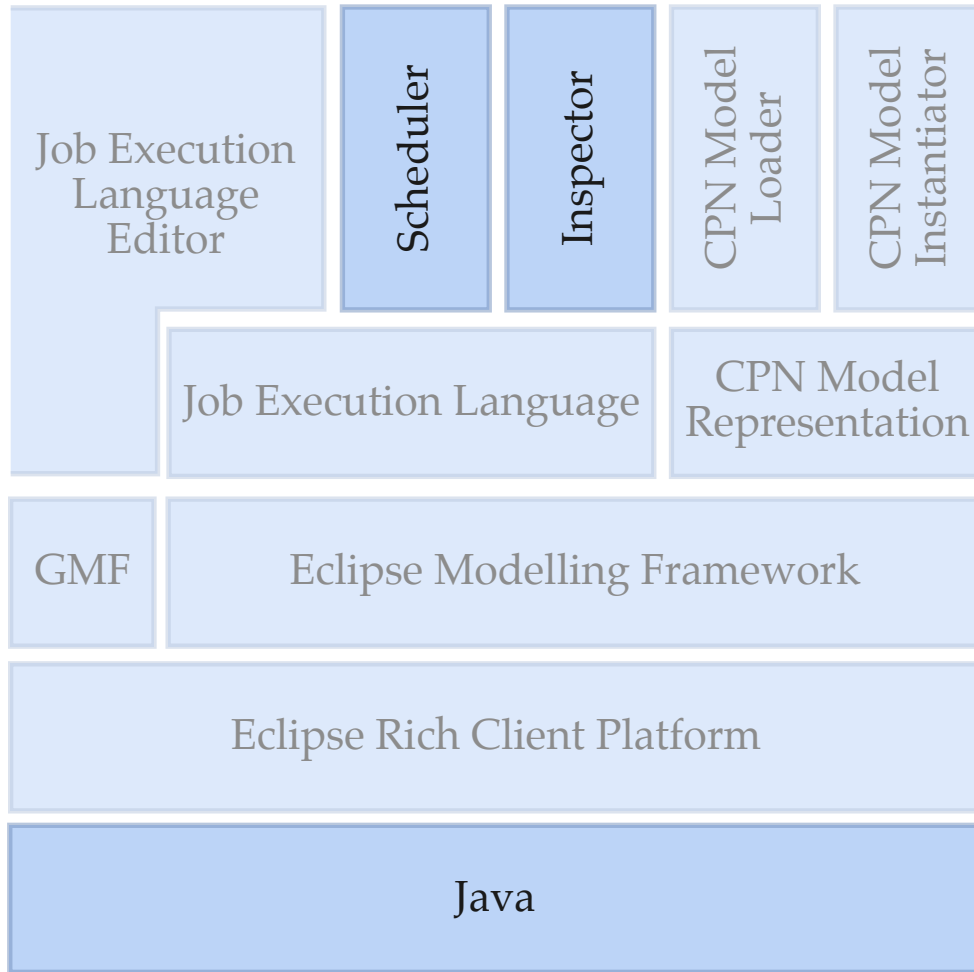 Job Execution
Language
Editor
Scheduler
Inspector
CPN Model
Loader
CPN Model
Instantiator
Job Execution Language
CPN Model
Representation
GMF
Eclipse Modelling Framework
Eclipse Rich Client Platform
Java